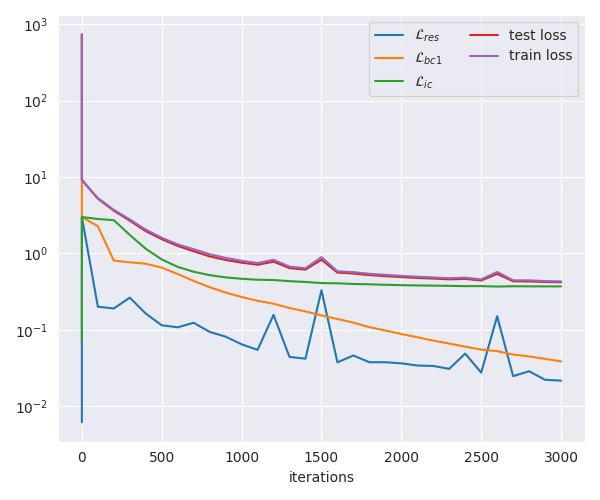 10³
10²
10¹
10⁰
10⁻¹
10⁻²
ℒ_res
ℒ_bc1
ℒ_ic
test loss
train loss
0 500 1000 1500 2000 2500 3000
iterations